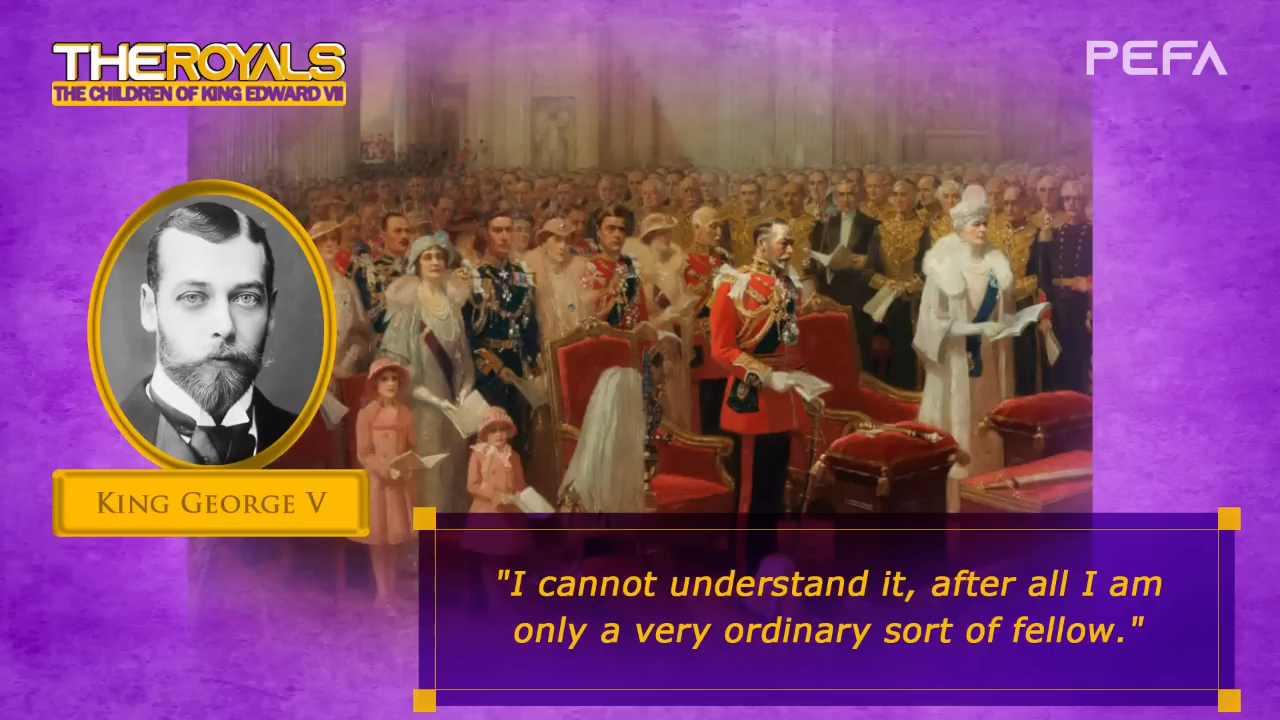 THEROYALS
THE CHILDREN OF KING EDWARD VII
PEFA
KING GEORGE V
"I cannot understand it, after all I am
only a very ordinary sort of fellow."